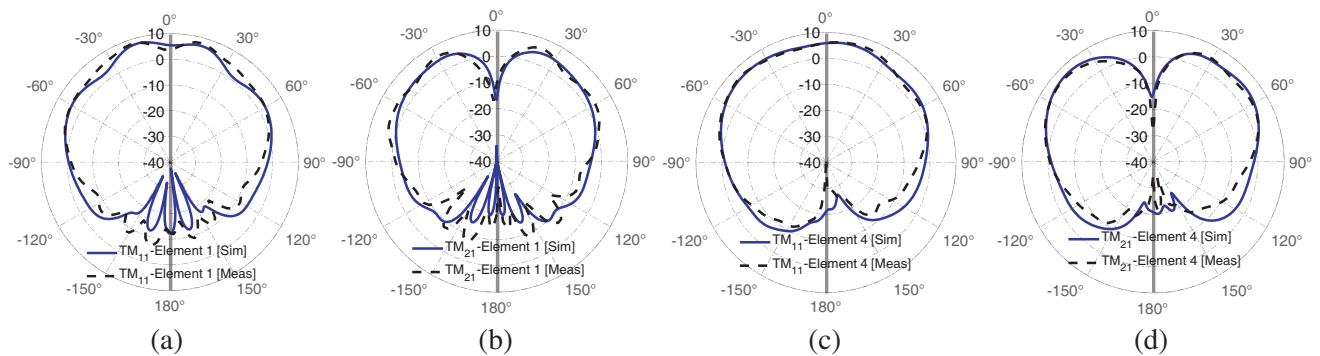 0°
-30° 10 30°
0
-60° -10 60°
-20
-30
-90° -40 90°
-120° 120°
TM11-Element 1 [Sim]
TM11-Element 1 [Meas]
-150° 150°
180°
(a)
0°
-30° 10 30°
0
-60° -10 60°
-20
-30
-90° -40 90°
-120° 120°
TM21-Element 1 [Sim]
TM21-Element 1 [Meas]
-150° 150°
180°
(b)
0°
-30° 10 30°
0
-60° -10 60°
-20
-30
-90° -40 90°
-120° 120°
TM11-Element 4 [Sim]
TM11-Element 4 [Meas]
-150° 150°
180°
(c)
0°
-30° 10 30°
0
-60° -10 60°
-20
-30
-90° -40 90°
-120° 120°
TM21-Element 4 [Sim]
TM21-Element 4 [Meas]
-150° 150°
180°
(d)